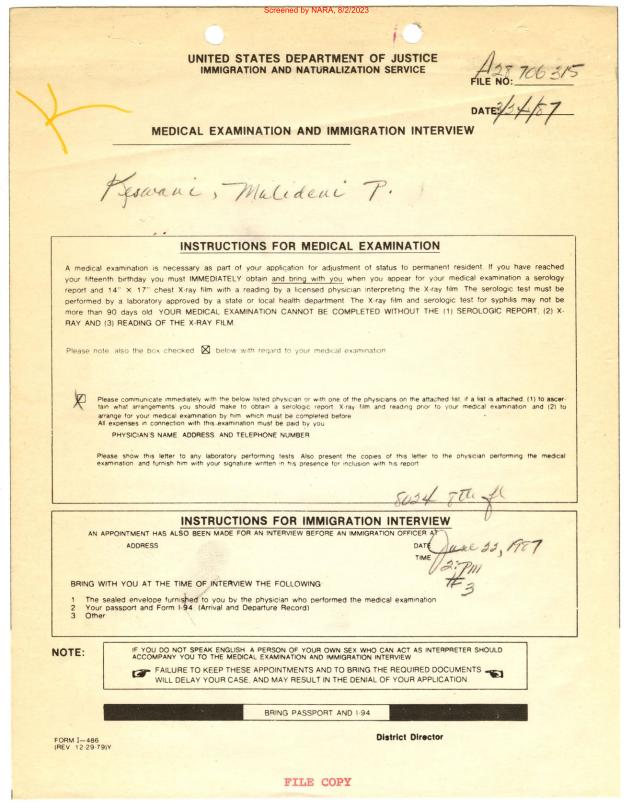 Screened by NARA, 8/2/2023
UNITED STATES DEPARTMENT OF JUSTICE
IMMIGRATION AND NATURALIZATION SERVICE
A28 706 315
FILE NO:
DATE: 3/31/87
MEDICAL EXAMINATION AND IMMIGRATION INTERVIEW
Keswani, Malideni P.
INSTRUCTIONS FOR MEDICAL EXAMINATION
A medical examination is necessary as part of your application for adjustment of status to permanent resident. If you have reached
your fifteenth birthday you must IMMEDIATELY obtain and bring with you when you appear for your medical examination a serology
report and 14" X 17" chest X-ray film with a reading by a licensed physician interpreting the X-ray film. The serologic test must be
performed by a laboratory approved by a state or local health department. The X-ray film and serologic test for syphilis may not be
more than 90 days old. YOUR MEDICAL EXAMINATION CANNOT BE COMPLETED WITHOUT THE (1) SEROLOGIC REPORT, (2) X-
RAY AND (3) READING OF THE X-RAY FILM.
Please note also the box checked ☒ below with regard to your medical examination
Please communicate immediately with the below listed physician or with one of the physicians on the attached list, if a list is attached, (1) to ascer-
tain what arrangements you should make to obtain a serologic report X-ray film and reading prior to your medical examination and (2) to
arrange for your medical examination by him, which must be completed before
All expenses in connection with this examination must be paid by you
PHYSICIAN'S NAME ADDRESS AND TELEPHONE NUMBER
Please show this letter to any laboratory performing tests. Also present the copies of this letter to the physician performing the medical
examination and furnish him with your signature written in his presence for inclusion with his report
8024 8th fl
INSTRUCTIONS FOR IMMIGRATION INTERVIEW
AN APPOINTMENT HAS ALSO BEEN MADE FOR AN INTERVIEW BEFORE AN IMMIGRATION OFFICER AT
ADDRESS DATE June 22, 1987
TIME 2: PM
#3
BRING WITH YOU AT THE TIME OF INTERVIEW THE FOLLOWING
1 The sealed envelope furnished to you by the physician who performed the medical examination
2 Your passport and Form I-94 (Arrival and Departure Record)
3 Other
NOTE: IF YOU DO NOT SPEAK ENGLISH A PERSON OF YOUR OWN SEX WHO CAN ACT AS INTERPRETER SHOULD
ACCOMPANY YOU TO THE MEDICAL EXAMINATION AND IMMIGRATION INTERVIEW
FAILURE TO KEEP THESE APPOINTMENTS AND TO BRING THE REQUIRED DOCUMENTS
WILL DELAY YOUR CASE, AND MAY RESULT IN THE DENIAL OF YOUR APPLICATION.
BRING PASSPORT AND I-94
FORM I—486
(REV. 12-29-79)Y
District Director
FILE COPY